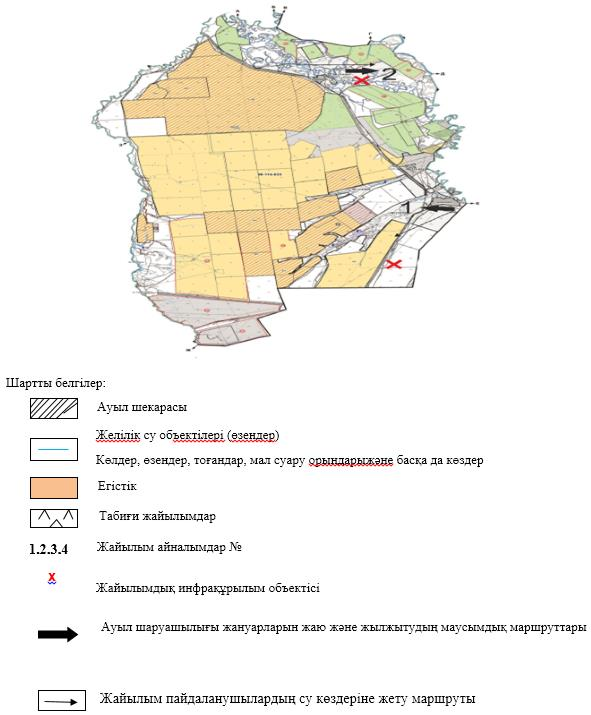 2
1
Шартты белгілер:
Ауыл шекарасы
Желілік су объектілері (өзендер)
Көлдер, өзендер, тоғандар, мал суару орындарыжәне басқа да көздер
Егістік
Табиғи жайылымдар
1.2.3.4 Жайылым айналымдар №
х Жайылымдық инфрақұрылым объектісі
Ауыл шаруашылығы жануарларын жаю және жылжытудың маусымдық маршруттары
Жайылым пайдаланушылардың су көздеріне жету маршруты